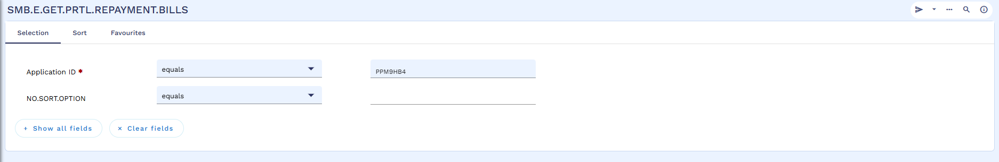 SMB.E.GET.PRTL.REPAYMENT.BILLS
Selection Sort Favourites
Application ID * equals PPM9HB4
NO.SORT.OPTION equals
+ Show all fields × Clear fields